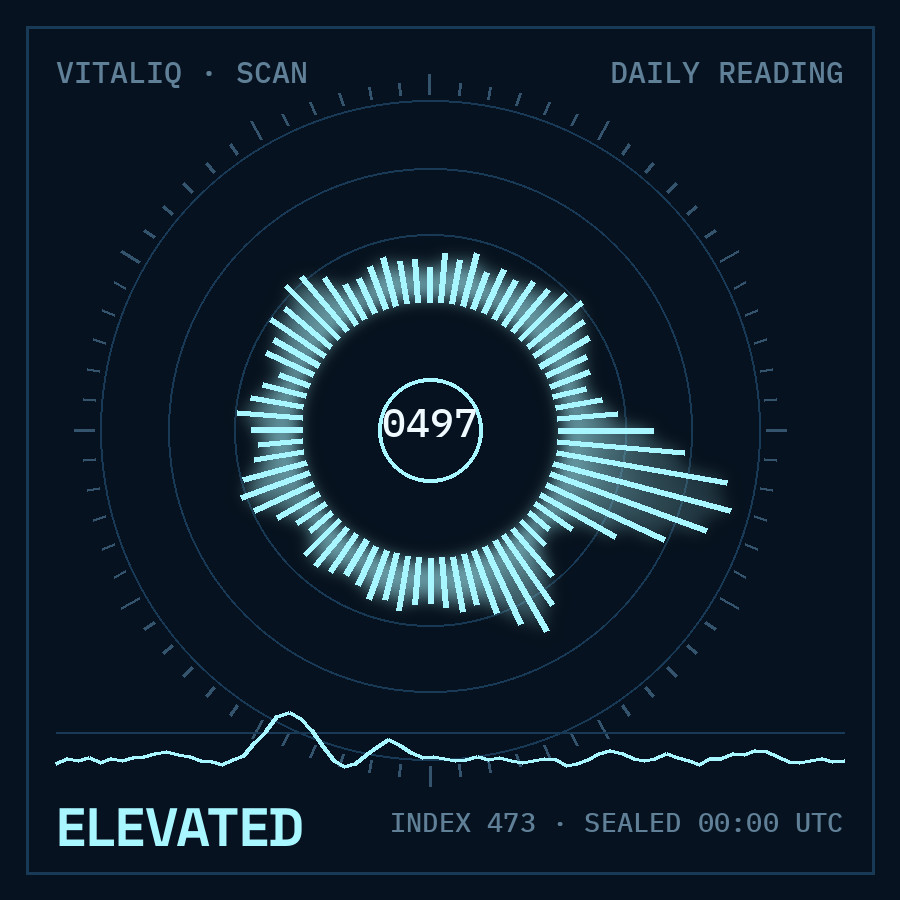 VITALIQ · SCAN
DAILY READING
0497
ELEVATED
INDEX 473 · SEALED 00:00 UTC